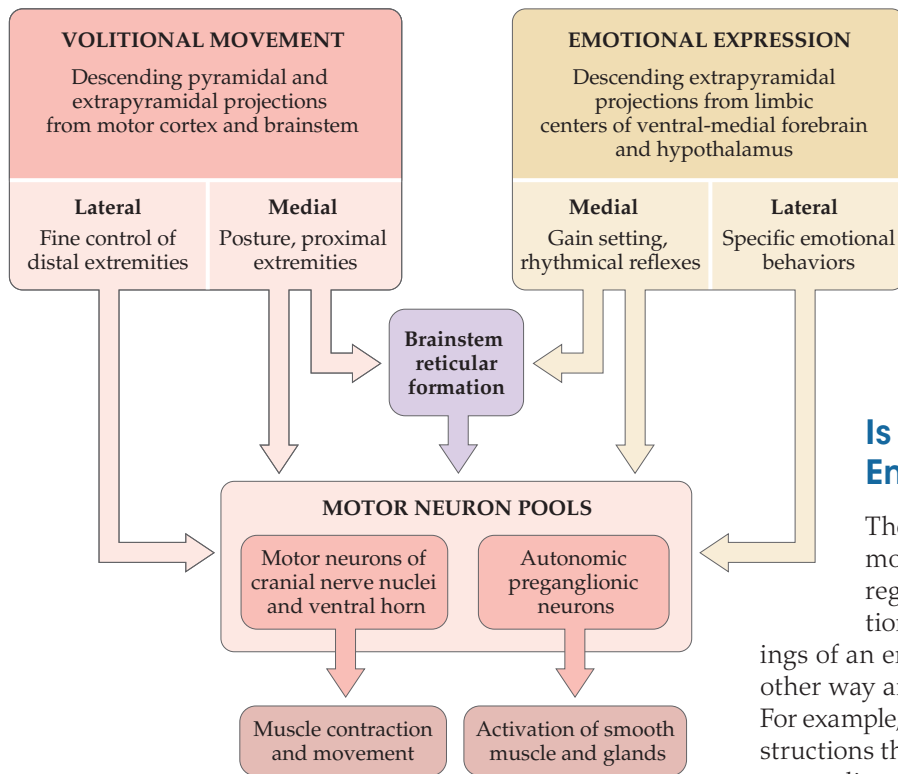 VOLITIONAL MOVEMENT
Descending pyramidal and
extrapyramidal projections
from motor cortex and brainstem
Lateral
Fine control of
distal extremities
Medial
Posture, proximal
extremities
EMOTIONAL EXPRESSION
Descending extrapyramidal
projections from limbic
centers of ventral-medial forebrain
and hypothalamus
Medial
Gain setting,
rhythmical reflexes
Lateral
Specific emotional
behaviors
Brainstem
reticular
formation
MOTOR NEURON POOLS
Motor neurons of
cranial nerve nuclei
and ventral horn
Autonomic
preganglionic
neurons
Muscle contraction
and movement
Activation of smooth
muscle and glands
Is
En
The
mo
reg
tion
ings of an er
other way ar
For example,
structions th